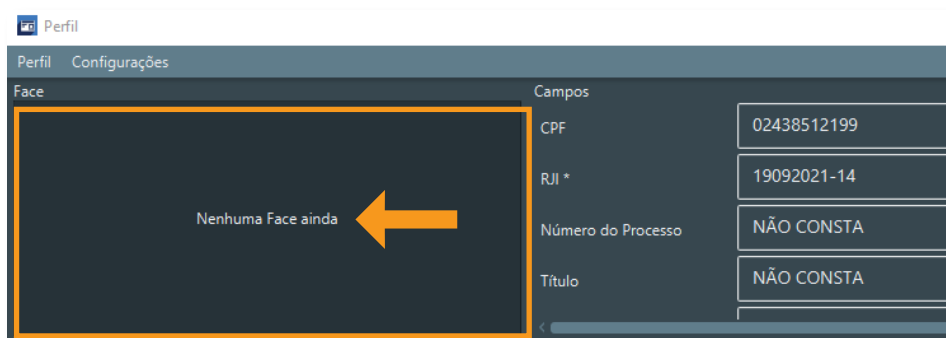 Perfil
Perfil Configurações
Face
Nenhuma Face ainda
Campos
CPF 02438512199
RJI * 19092021-14
Número do Processo NÃO CONSTA
Título NÃO CONSTA